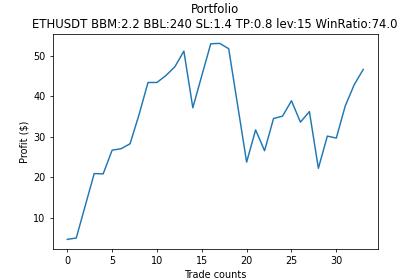 Portfolio
ETHUSDT BBM:2.2 BBL:240 SL:1.4 TP:0.8 lev:15 WinRatio:74.0
Profit ($)
50
40
30
20
10
0 5 10 15 20 25 30
Trade counts